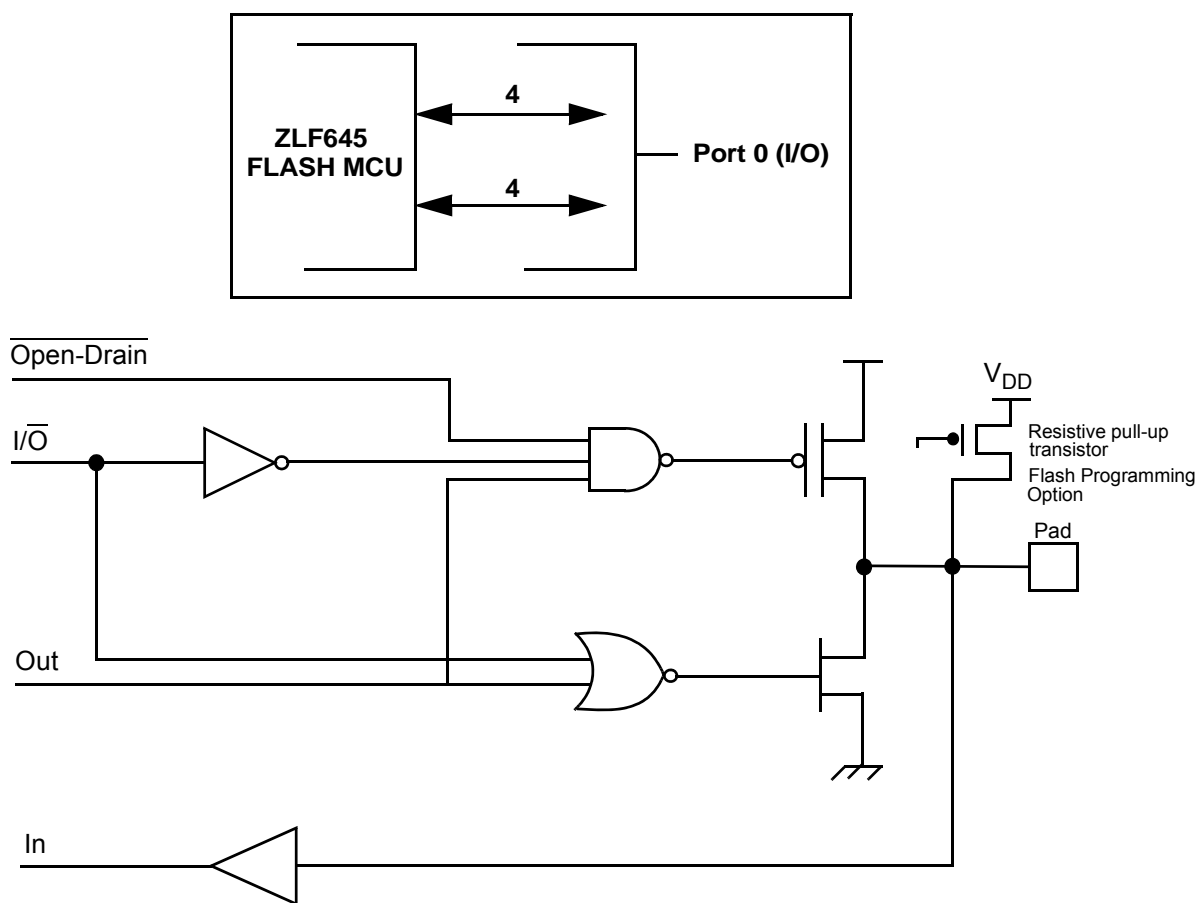 4
ZLF645
FLASH MCU
Port 0 (I/O)
4
Open-Drain
I/O
VDD
Resistive pull-up
transistor
Flash Programming
Option
Pad
Out
In